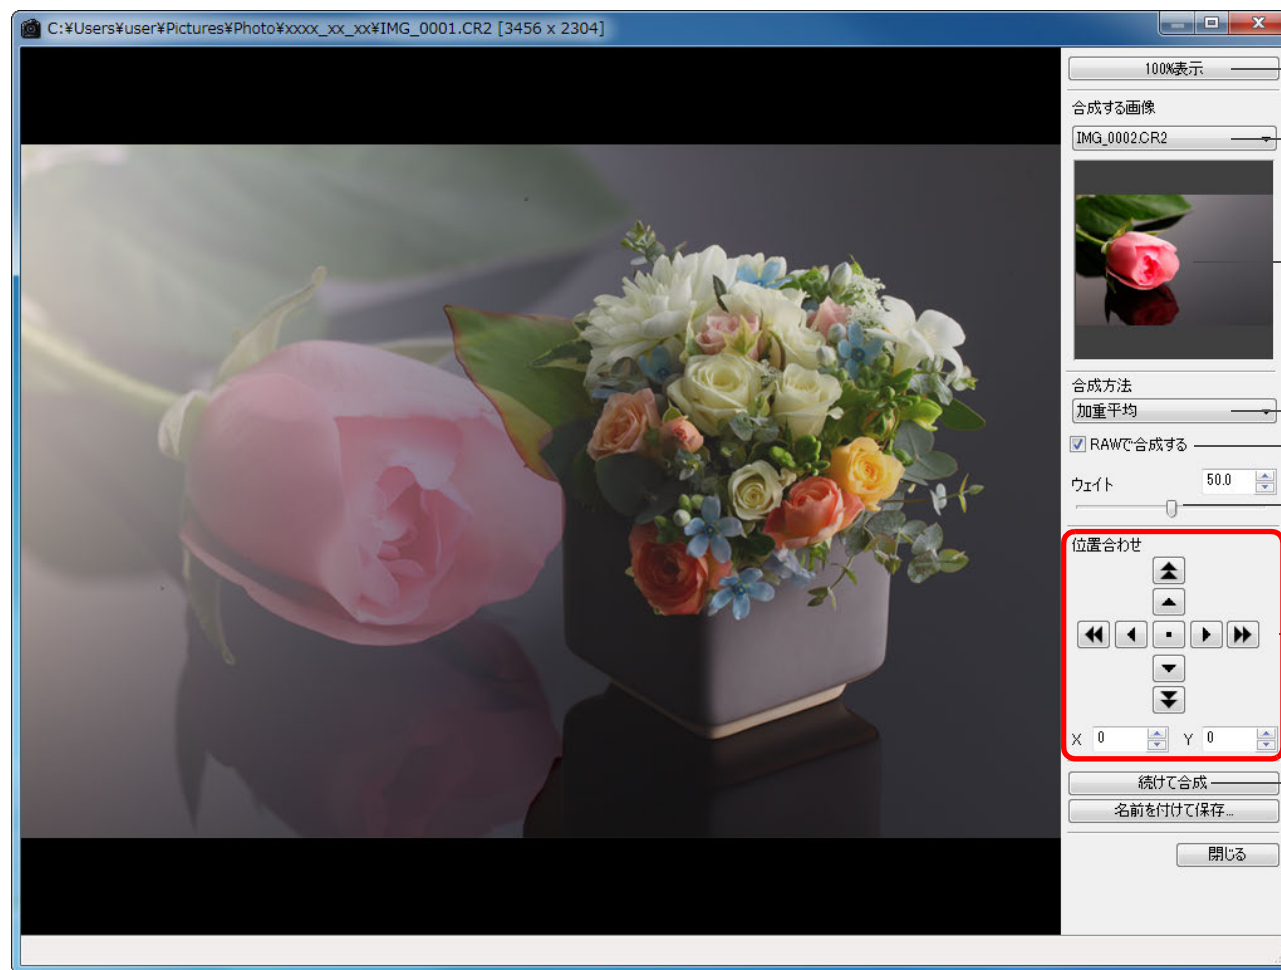 C:¥Users¥user¥Pictures¥Photo¥xxxx_xx_xx¥IMG_0001.CR2 [3456 x 2304]
100%表示
合成する画像
IMG_0002.CR2
合成方法
加重平均
RAWで合成する
ウェイト 50.0
位置合わせ
X 0 Y 0
続けて合成
名前を付けて保存...
閉じる